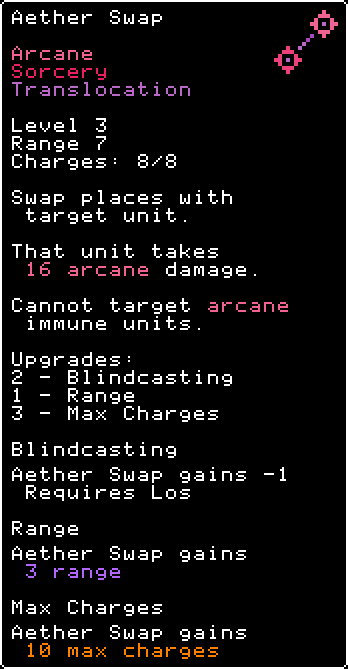 Aether Swap
Arcane
Sorcery
Translocation
Level 3
Range 7
Charges: 8/8
Swap places with
target unit.
That unit takes
16 arcane damage.
Cannot target arcane
immune units.
Upgrades:
2 - Blindcasting
1 - Range
3 - Max Charges
Blindcasting
Aether Swap gains -1
Requires Los
Range
Aether Swap gains
3 range
Max Charges
Aether Swap gains
10 max charges